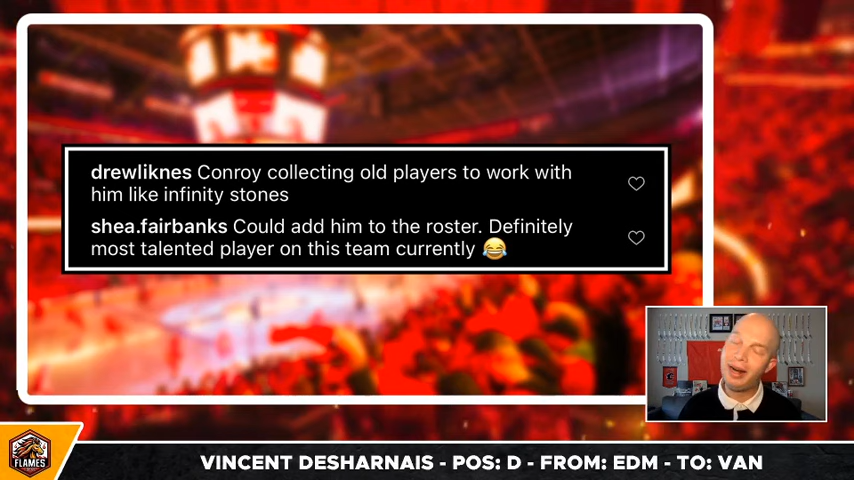 drewliknes Conroy collecting old players to work with
him like infinity stones
shea.fairbanks Could add him to the roster. Definitely
most talented player on this team currently 😂
FLAMES
VINCENT DESHARNAIS - POS: D - FROM: EDM - TO: VAN